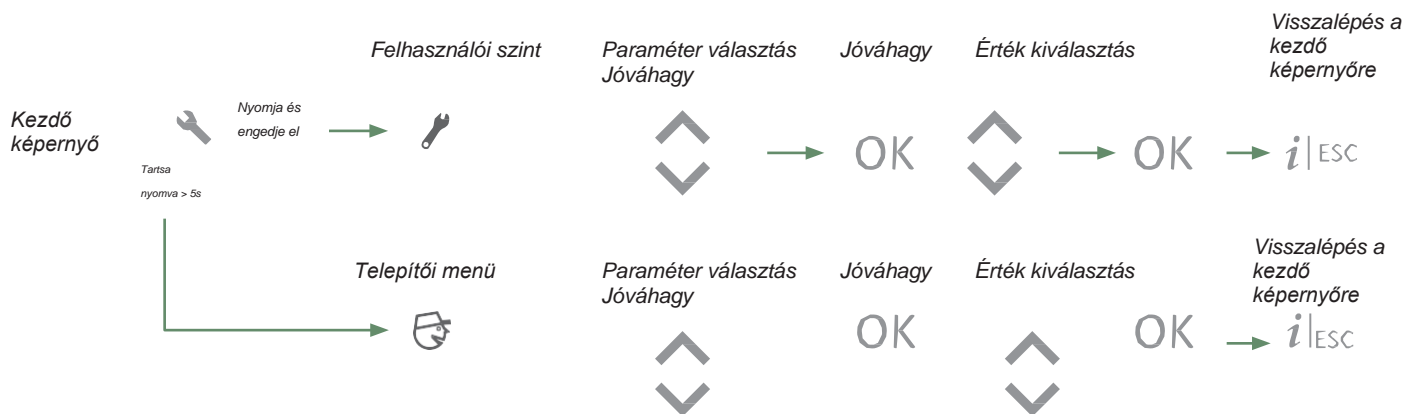 Felhasználói szint
Paraméter választás
Jóváhagy
Jóváhagy
Érték kiválasztás
Visszalépés a
kezdő
képernyőre
Kezdő
képernyő
Nyomja és
engedje el
Tartsa
nyomva > 5s
OK
OK
i|ESC
Telepítői menü
Paraméter választás
Jóváhagy
Jóváhagy
Érték kiválasztás
Visszalépés a
kezdő
képernyőre
OK
OK
i|ESC